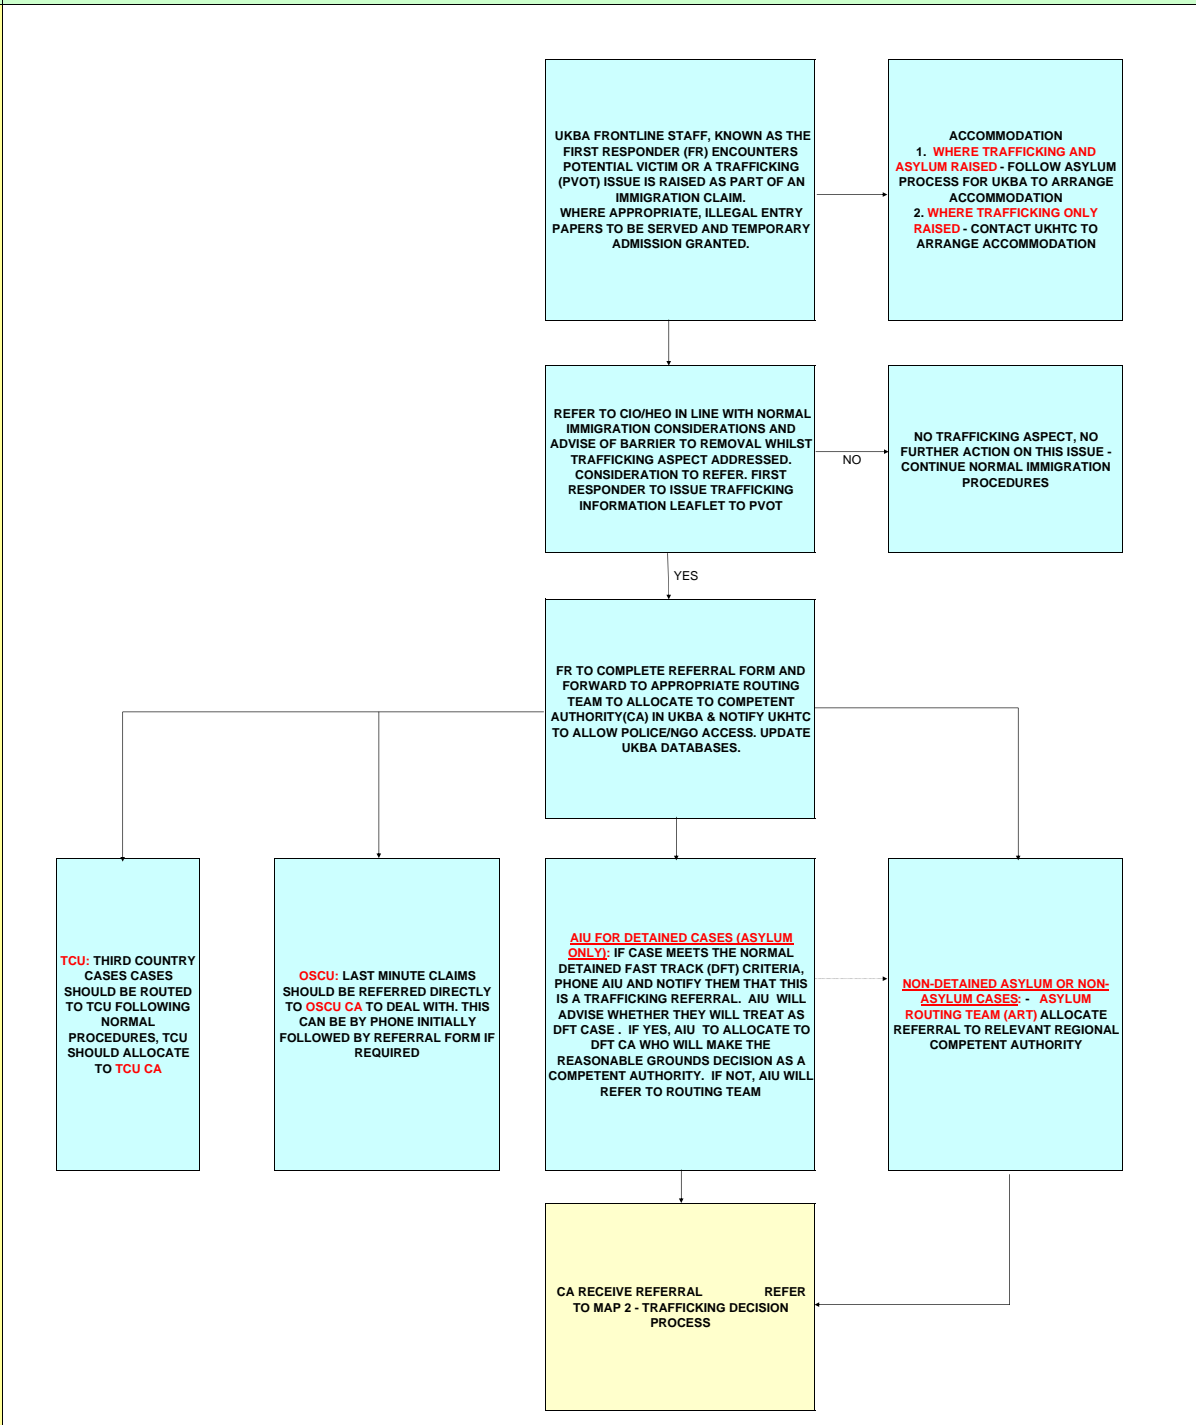 UKBA FRONTLINE STAFF, KNOWN AS THE
FIRST RESPONDER (FR) ENCOUNTERS
POTENTIAL VICTIM OR A TRAFFICKING
(PVOT) ISSUE IS RAISED AS PART OF AN
IMMIGRATION CLAIM.
WHERE APPROPRIATE, ILLEGAL ENTRY
PAPERS TO BE SERVED AND TEMPORARY
ADMISSION GRANTED.
ACCOMMODATION
1. WHERE TRAFFICKING AND
ASYLUM RAISED - FOLLOW ASYLUM
PROCESS FOR UKBA TO ARRANGE
ACCOMMODATION
2. WHERE TRAFFICKING ONLY
RAISED - CONTACT UKHTC TO
ARRANGE ACCOMMODATION
REFER TO CIO/HEO IN LINE WITH NORMAL
IMMIGRATION CONSIDERATIONS AND
ADVISE OF BARRIER TO REMOVAL WHILST
TRAFFICKING ASPECT ADDRESSED.
CONSIDERATION TO REFER. FIRST
RESPONDER TO ISSUE TRAFFICKING
INFORMATION LEAFLET TO PVOT
NO
NO TRAFFICKING ASPECT, NO
FURTHER ACTION ON THIS ISSUE -
CONTINUE NORMAL IMMIGRATION
PROCEDURES
YES
FR TO COMPLETE REFERRAL FORM AND
FORWARD TO APPROPRIATE ROUTING
TEAM TO ALLOCATE TO COMPETENT
AUTHORITY(CA) IN UKBA & NOTIFY UKHTC
TO ALLOW POLICE/NGO ACCESS. UPDATE
UKBA DATABASES.
TCU: THIRD COUNTRY
CASES CASES
SHOULD BE ROUTED
TO TCU FOLLOWING
NORMAL
PROCEDURES, TCU
SHOULD ALLOCATE
TO TCU CA
OSCU: LAST MINUTE CLAIMS
SHOULD BE REFERRED DIRECTLY
TO OSCU CA TO DEAL WITH. THIS
CAN BE BY PHONE INITIALLY
FOLLOWED BY REFERRAL FORM IF
REQUIRED
AIU FOR DETAINED CASES (ASYLUM
ONLY): IF CASE MEETS THE NORMAL
DETAINED FAST TRACK (DFT) CRITERIA,
PHONE AIU AND NOTIFY THEM THAT THIS
IS A TRAFFICKING REFERRAL. AIU WILL
ADVISE WHETHER THEY WILL TREAT AS
DFT CASE . IF YES, AIU TO ALLOCATE TO
DFT CA WHO WILL MAKE THE
REASONABLE GROUNDS DECISION AS A
COMPETENT AUTHORITY. IF NOT, AIU WILL
REFER TO ROUTING TEAM
NON-DETAINED ASYLUM OR NON-
ASYLUM CASES: - ASYLUM
ROUTING TEAM (ART) ALLOCATE
REFERRAL TO RELEVANT REGIONAL
COMPETENT AUTHORITY
CA RECEIVE REFERRAL REFER
TO MAP 2 - TRAFFICKING DECISION
PROCESS